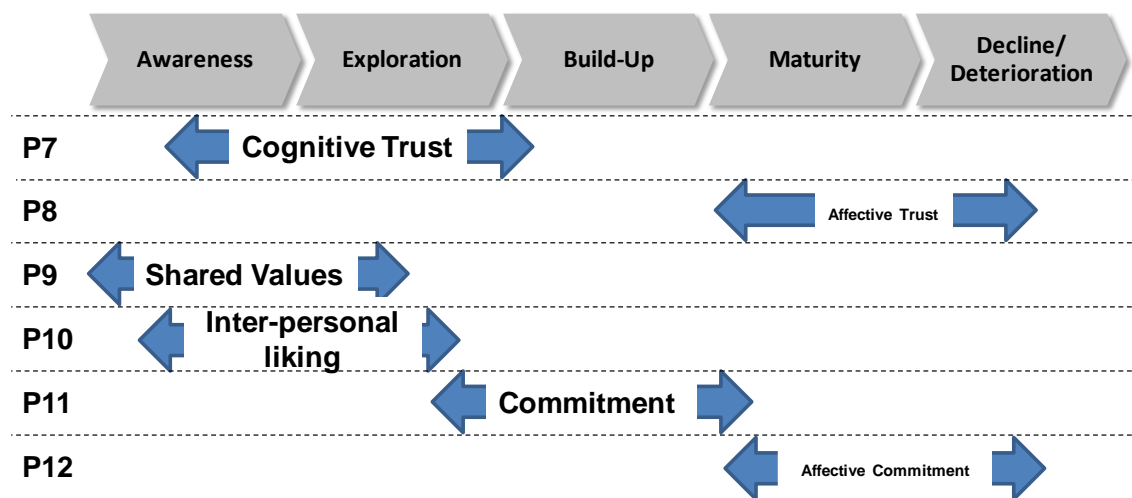 Awareness
Exploration
Build-Up
Maturity
Decline/
Deterioration
P7
Cognitive Trust
P8
Affective Trust
P9
Shared Values
P10
Inter-personal
liking
P11
Commitment
P12
Affective Commitment